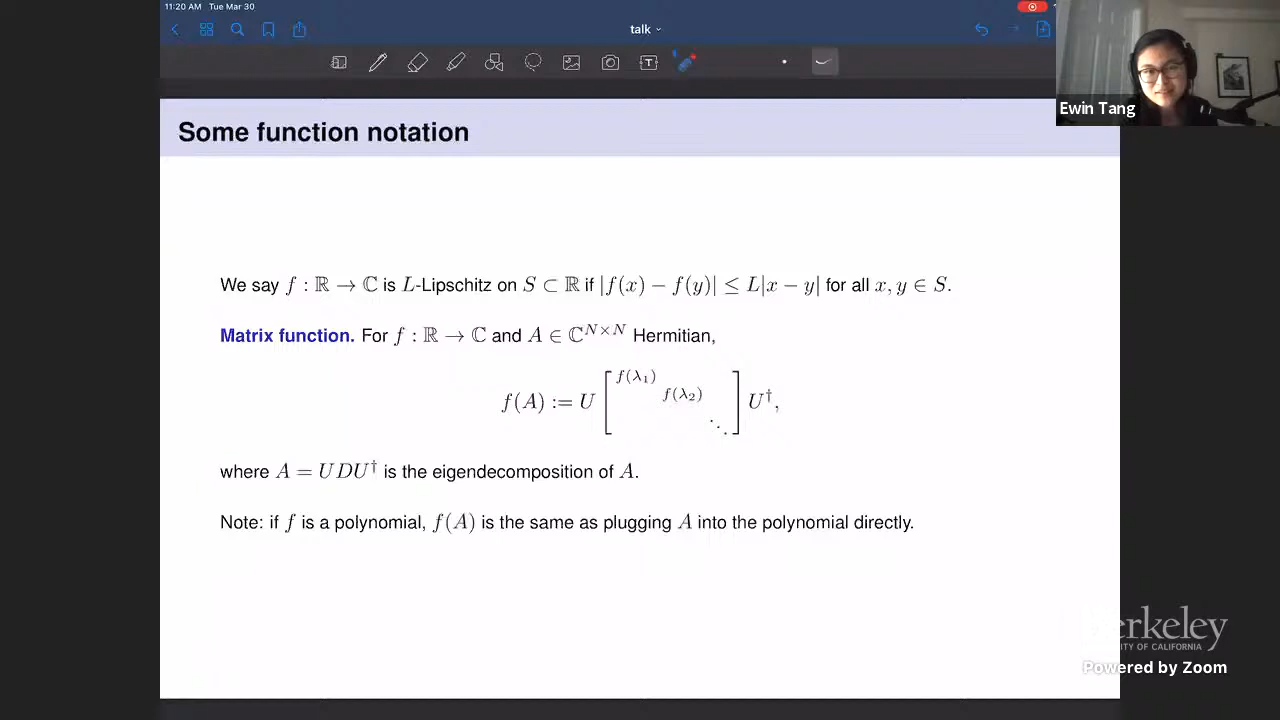 11:20 AM Tue Mar 30
talk
Ewin Tang
Some function notation
We say f : ℝ → ℂ is L-Lipschitz on S ⊂ ℝ if |f(x) − f(y)| ≤ L|x − y| for all x, y ∈ S.
Matrix function. For f : ℝ → ℂ and A ∈ ℂ^{N×N} Hermitian,
f(A) := U [ f(λ₁) f(λ₂) ⋱ ] U†,
where A = UDU† is the eigendecomposition of A.
Note: if f is a polynomial, f(A) is the same as plugging A into the polynomial directly.
Berkeley
OF CALIFORNIA
Powered by Zoom